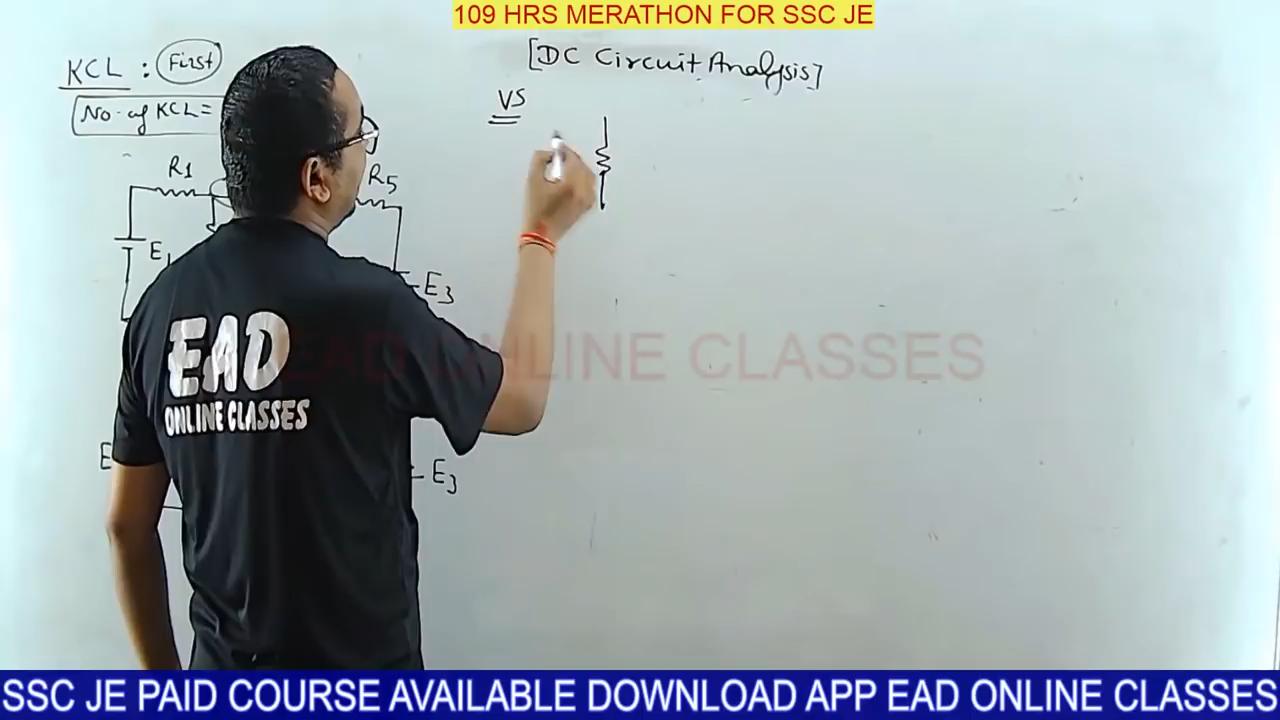 109 HRS MERATHON FOR SSC JE
[DC Circuit Analysis]
KCL : First
No. of KCL =
VS
R1
R5
E1
E3
EAD
ONLINE CLASSES
EAD ONLINE CLASSES
E
E3
SSC JE PAID COURSE AVAILABLE DOWNLOAD APP EAD ONLINE CLASSES